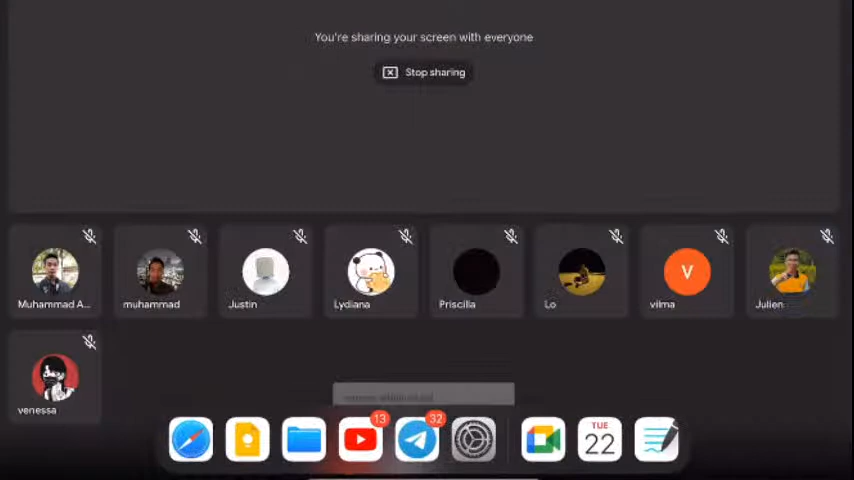 You're sharing your screen with everyone
Stop sharing
Muhammad A...
muhammad
Justin
Lydiana
Priscilla
Lo
vilma
V
Julien
venessa
13
32
TUE
22